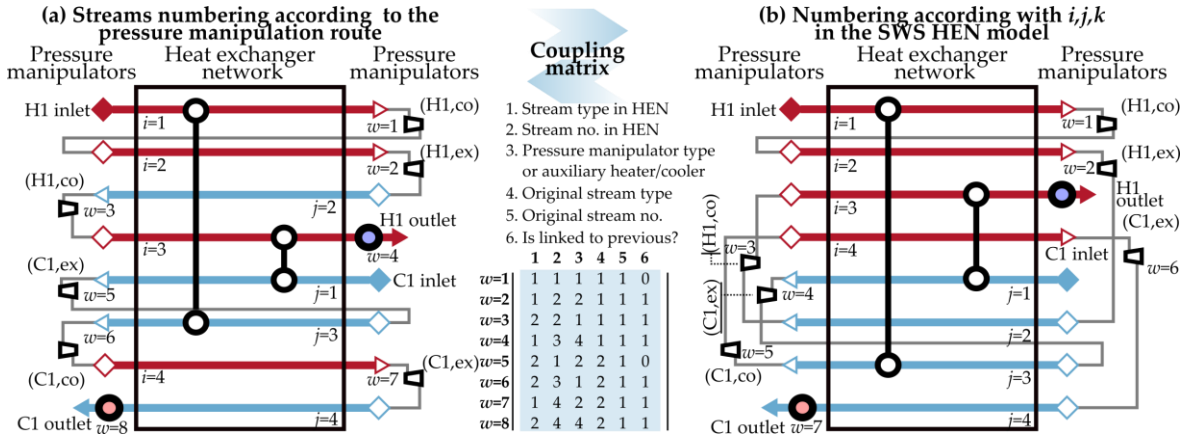 (a) Streams numbering according to the
pressure manipulation route
Pressure
manipulators
Heat exchanger
network
Pressure
manipulators
H1 inlet
i=1
w=1
(H1,co)
i=2
w=2
(H1,ex)
(H1,co)
w=3
j=2
H1 outlet
i=3
w=4
(C1,ex)
w=5
j=1
C1 inlet
w=6
j=3
(C1,co)
i=4
w=7
(C1,ex)
C1 outlet
w=8
j=4
Coupling
matrix
1. Stream type in HEN
2. Stream no. in HEN
3. Pressure manipulator type
or auxiliary heater/cooler
4. Original stream type
5. Original stream no.
6. Is linked to previous?
1 2 3 4 5 6
w=1 1 1 1 1 1 0
w=2 1 2 2 1 1 1
w=3 2 2 1 1 1 1
w=4 1 3 4 1 1 1
w=5 2 1 2 2 1 0
w=6 2 3 1 2 1 1
w=7 1 4 2 2 1 1
w=8 2 4 4 2 1 1
(b) Numbering according with i,j,k
in the SWS HEN model
Pressure
manipulators
Heat exchanger
network
Pressure
manipulators
H1 inlet
i=1
w=1
(H1,co)
i=2
w=2
(H1,ex)
i=3
H1
outlet
(H1,co)
w=3
i=4
(C1,ex)
C1 inlet
w=6
(C1,ex)
w=4
j=1
j=2
w=5
(C1,co)
j=3
C1 outlet
w=7
j=4